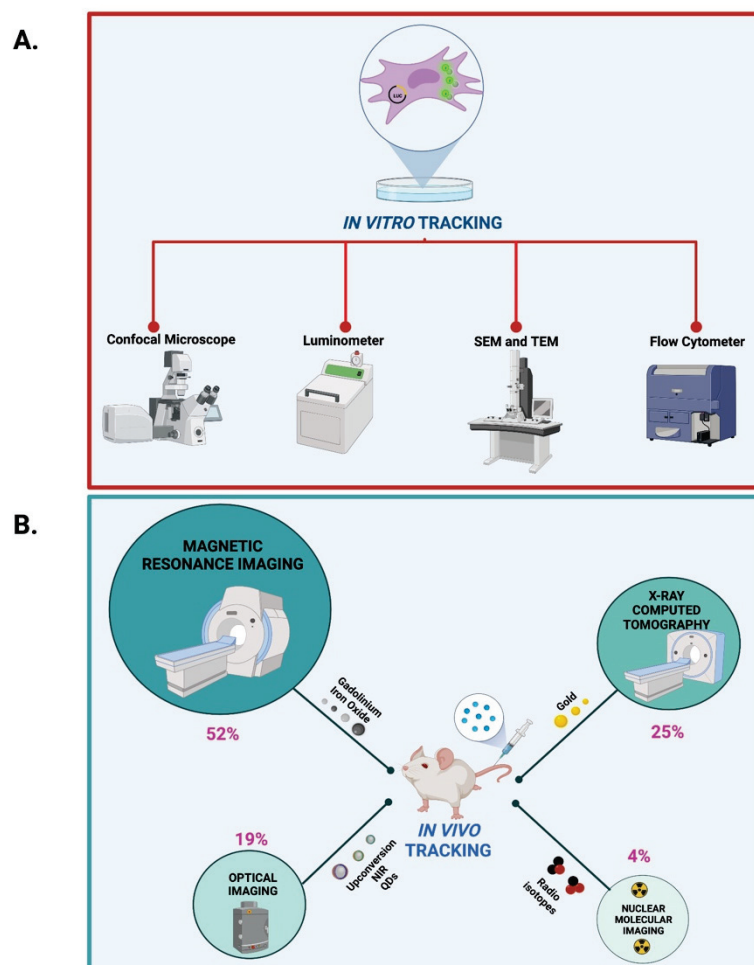 A.
LUC
IN VITRO TRACKING
Confocal Microscope
Luminometer
SEM and TEM
Flow Cytometer
B.
MAGNETIC
RESONANCE IMAGING
52%
Gadolinium
Iron Oxide
X-RAY
COMPUTED
TOMOGRAPHY
25%
Gold
IN VIVO
TRACKING
19%
OPTICAL
IMAGING
Upconversion
NIR
QDs
4%
Radio
Isotopes
NUCLEAR
MOLECULAR
IMAGING